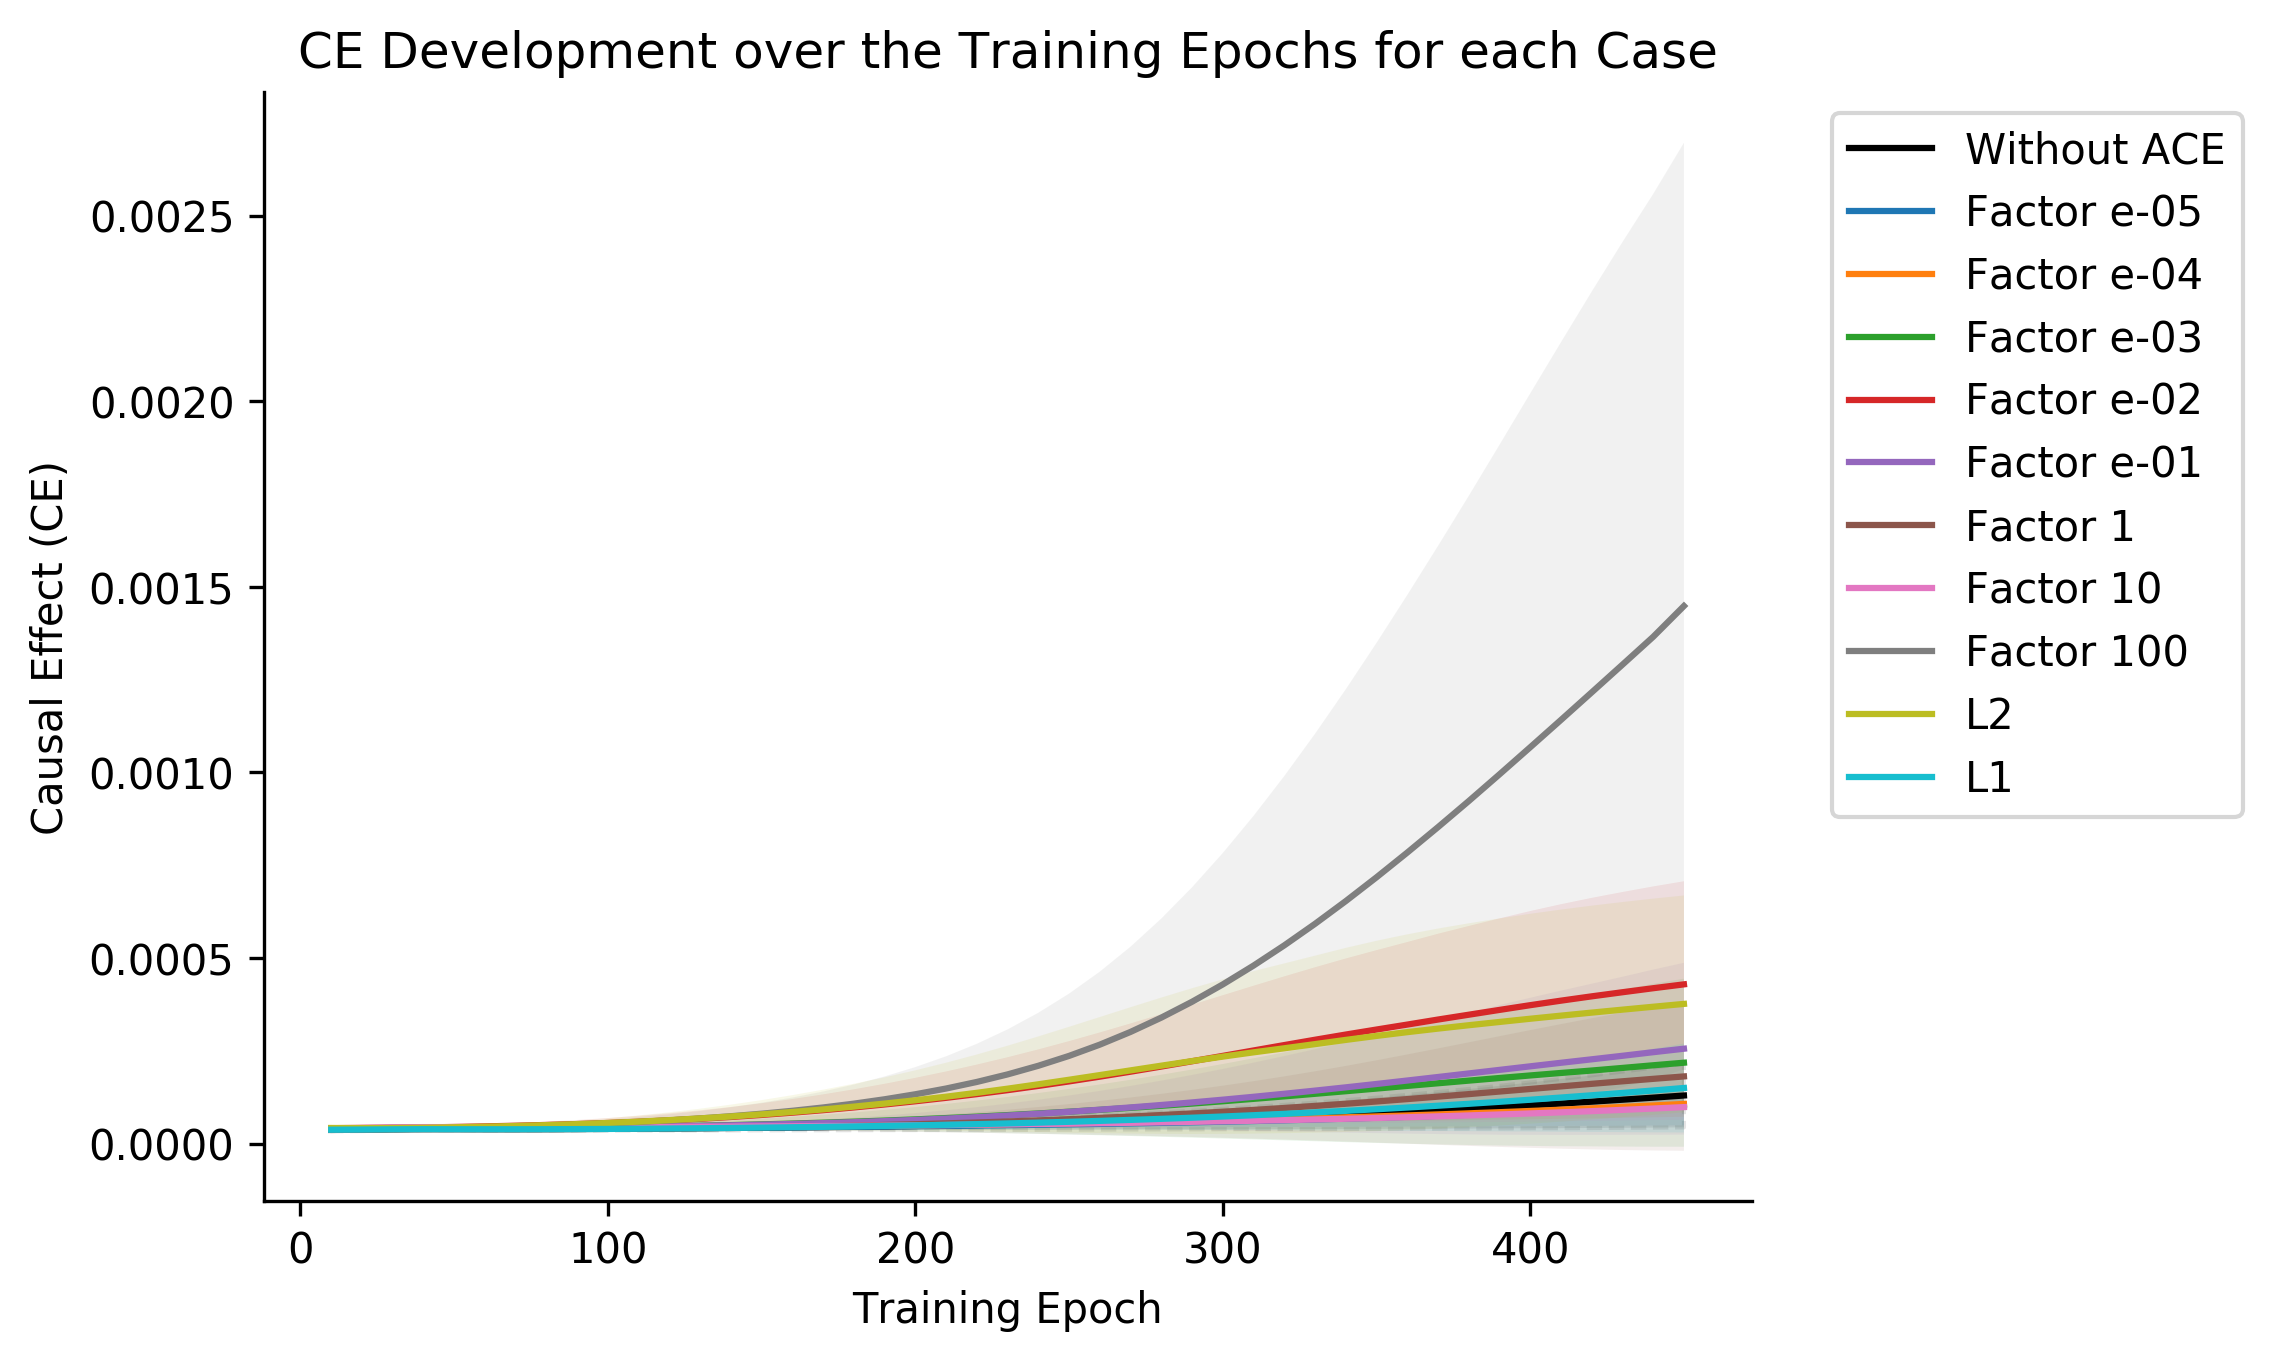 CE Development over the Training Epochs for each Case
Causal Effect (CE)
0.0025
0.0020
0.0015
0.0010
0.0005
0.0000
0
100
200
300
400
Training Epoch
Without ACE
Factor e-05
Factor e-04
Factor e-03
Factor e-02
Factor e-01
Factor 1
Factor 10
Factor 100
L2
L1